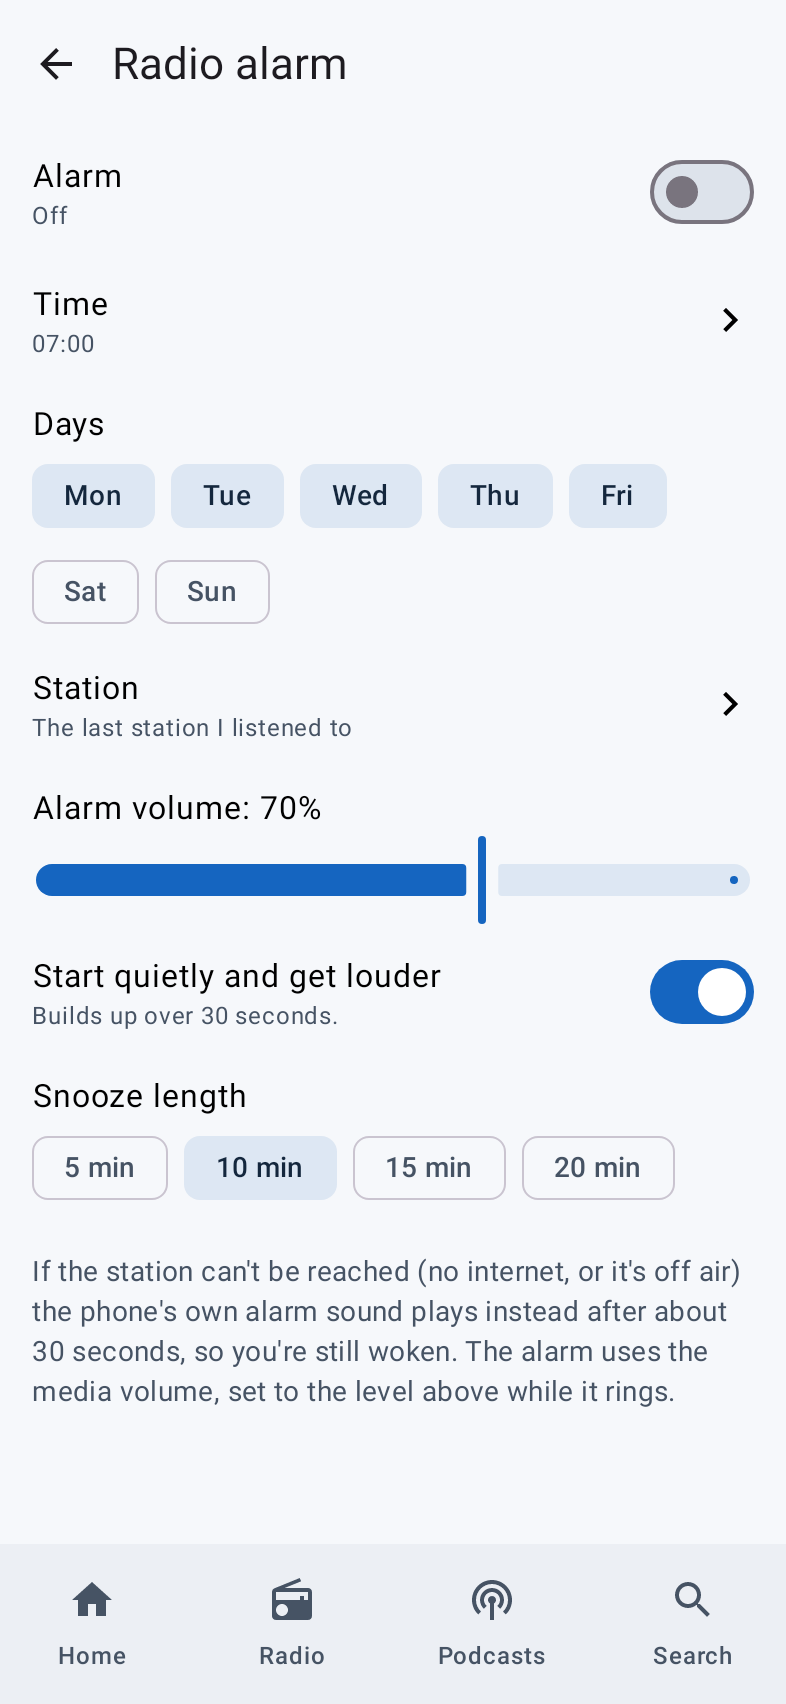 Radio alarm
Alarm
Off
Time
07:00
Days
Mon Tue Wed Thu Fri
Sat Sun
Station
The last station I listened to
Alarm volume: 70%
Start quietly and get louder
Builds up over 30 seconds.
Snooze length
5 min 10 min 15 min 20 min
If the station can't be reached (no internet, or it's off air)
the phone's own alarm sound plays instead after about
30 seconds, so you're still woken. The alarm uses the
media volume, set to the level above while it rings.
Home Radio Podcasts Search